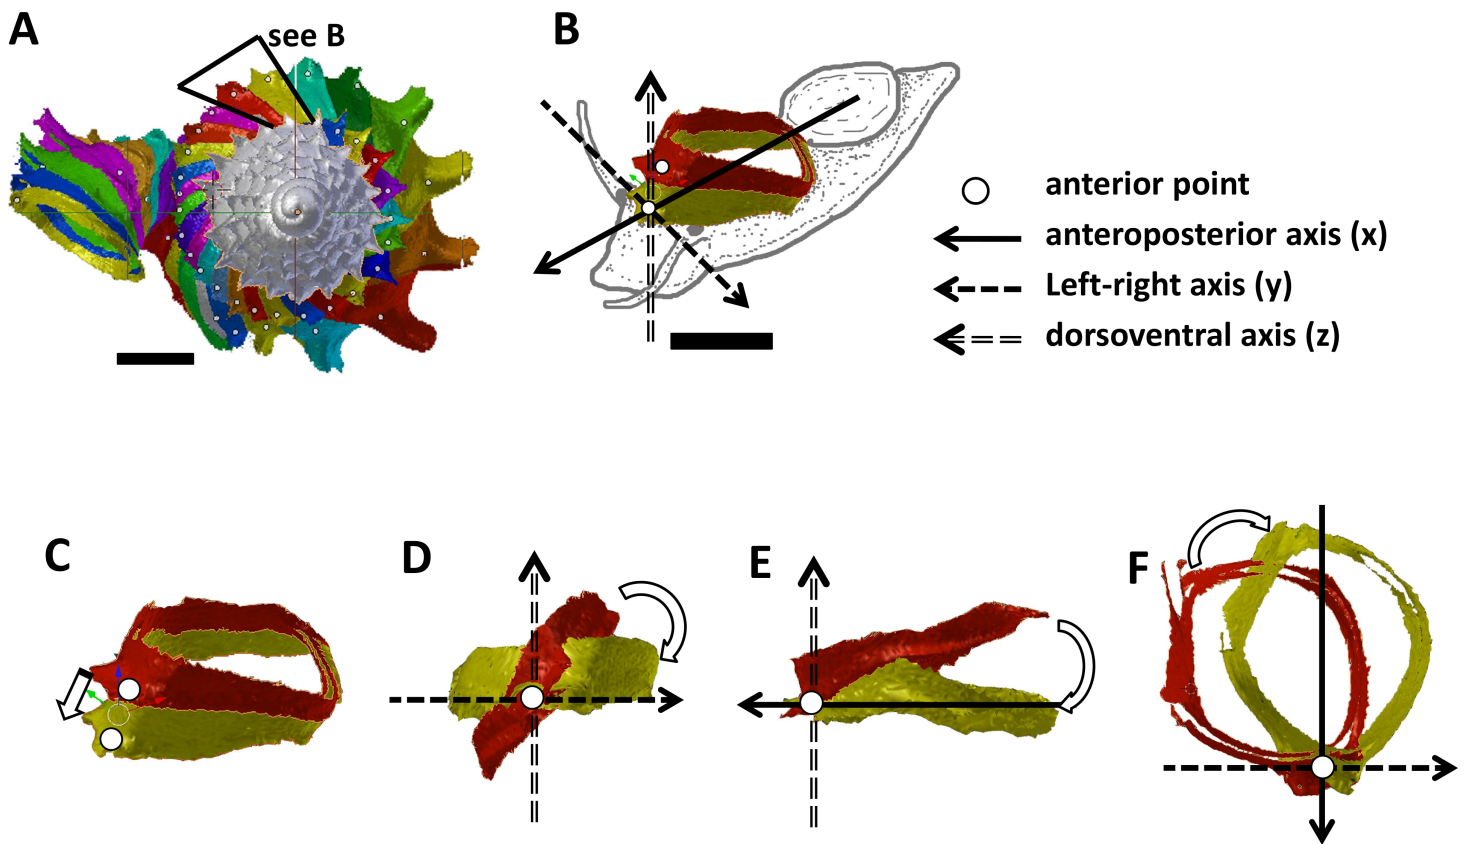 A
see B
B
anterior point
anteroposterior axis (x)
Left-right axis (y)
dorsoventral axis (z)
C
D
E
F